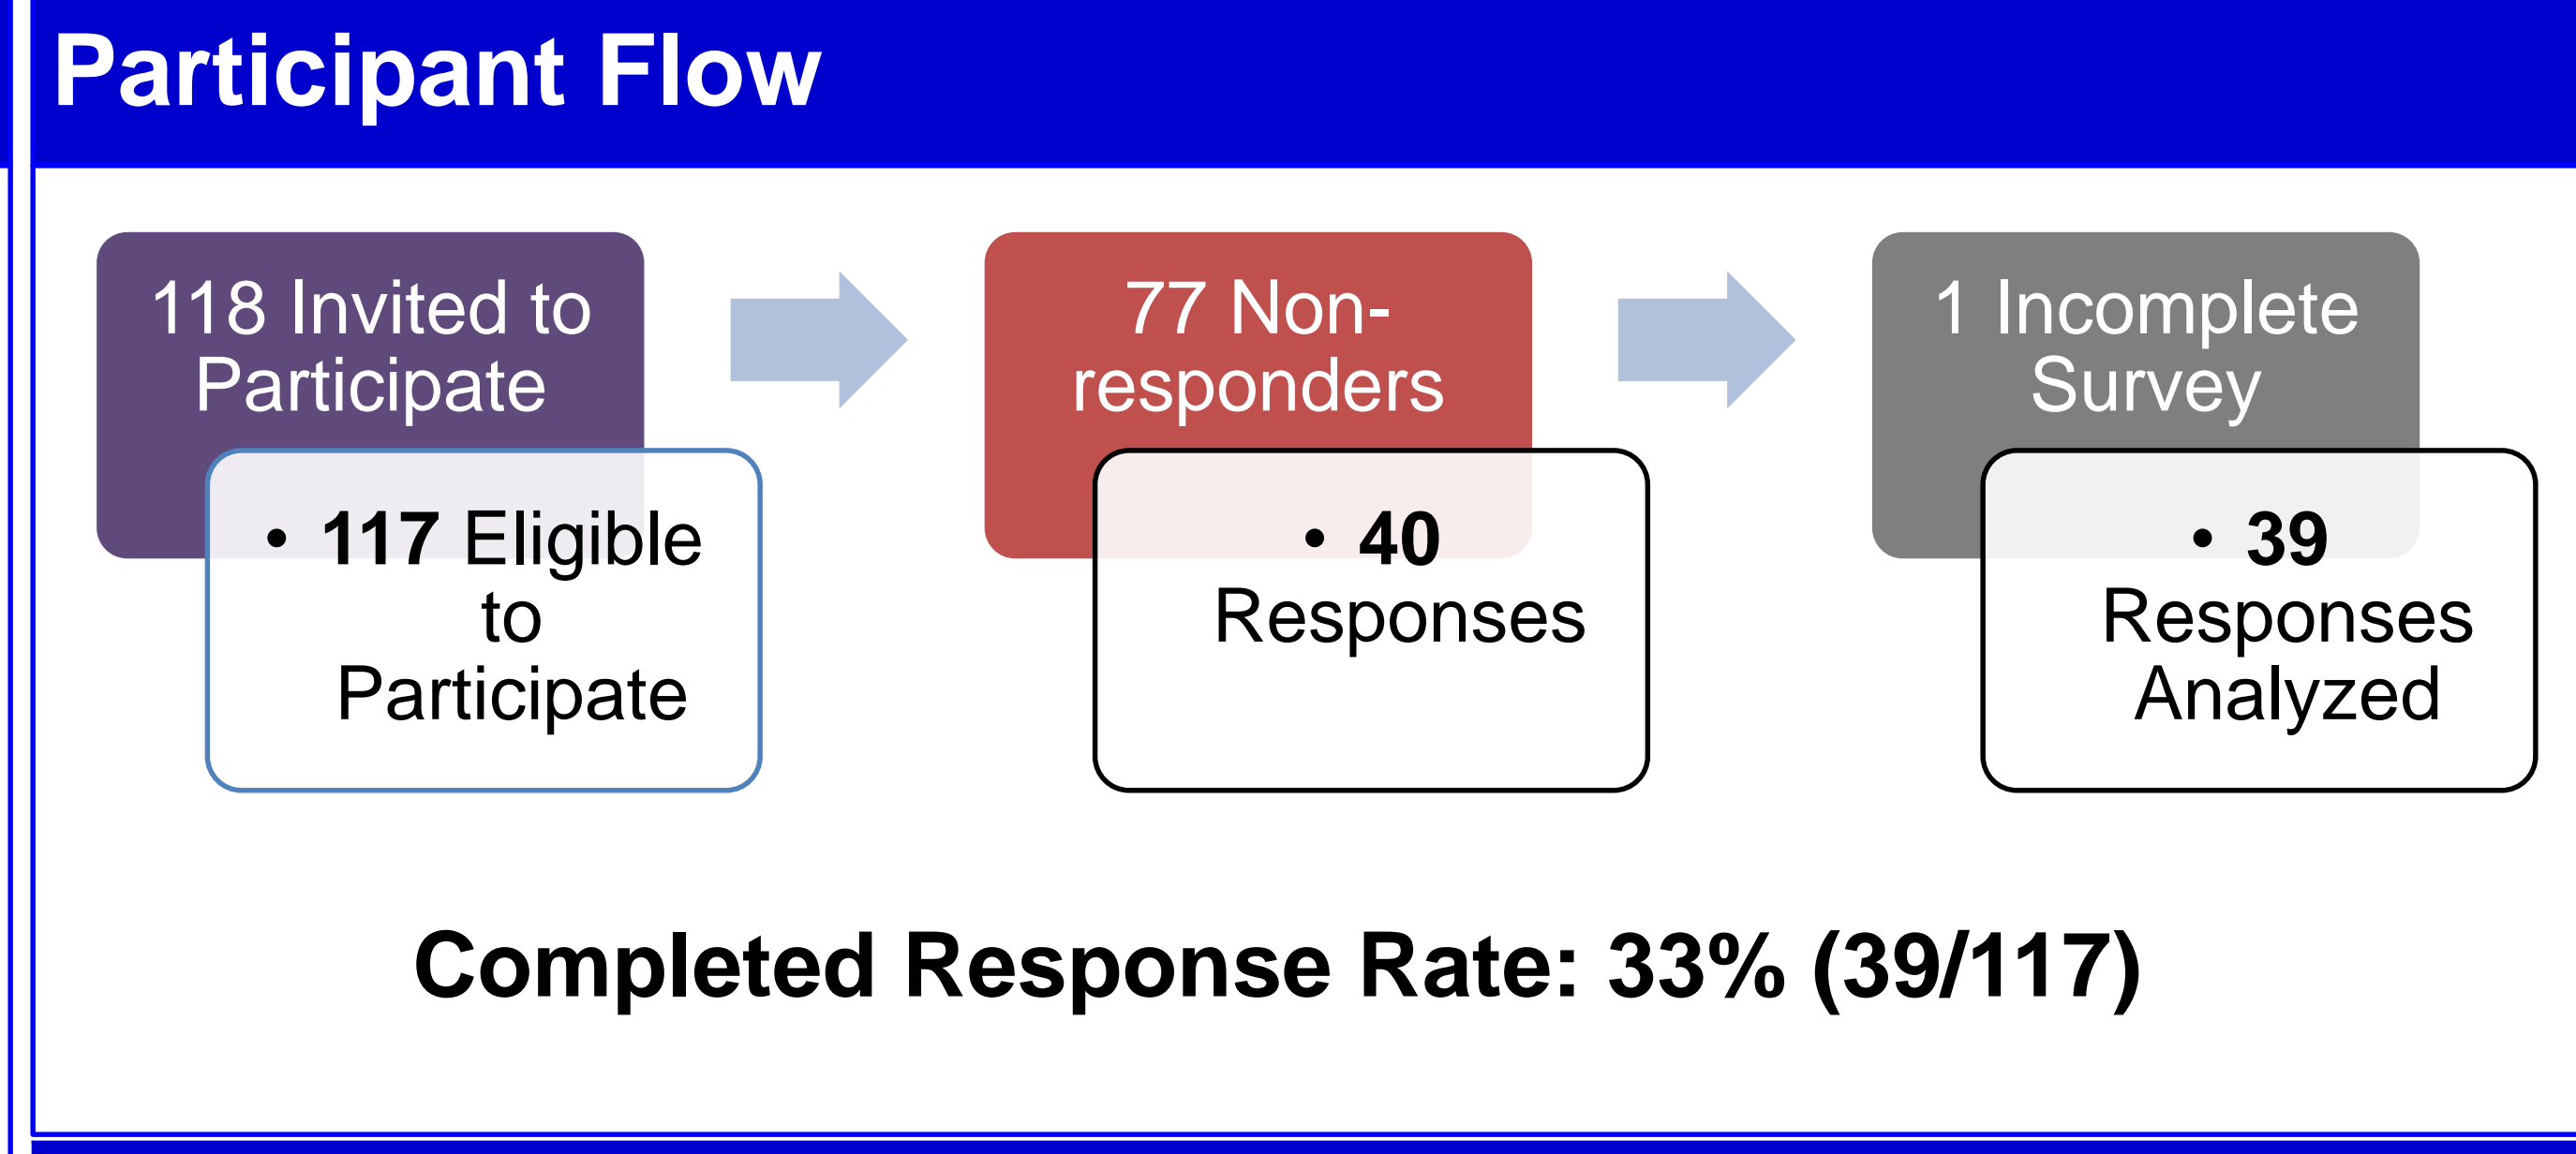 Participant Flow
118 Invited to
Participate
• 117 Eligible
to
Participate
77 Non-
responders
• 40
Responses
1 Incomplete
Survey
• 39
Responses
Analyzed
Completed Response Rate: 33% (39/117)